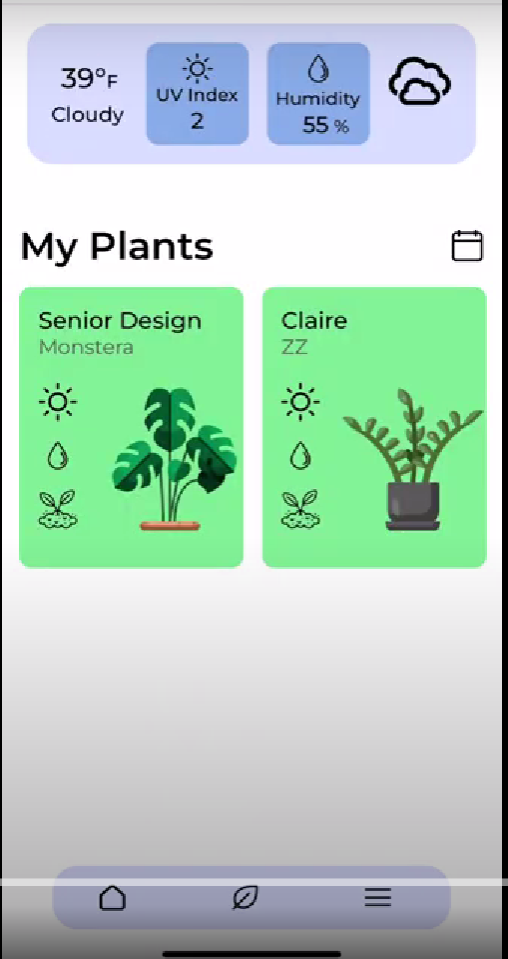 39°F
Cloudy
UV Index
2
Humidity
55 %
My Plants
Senior Design
Monstera
Claire
ZZ